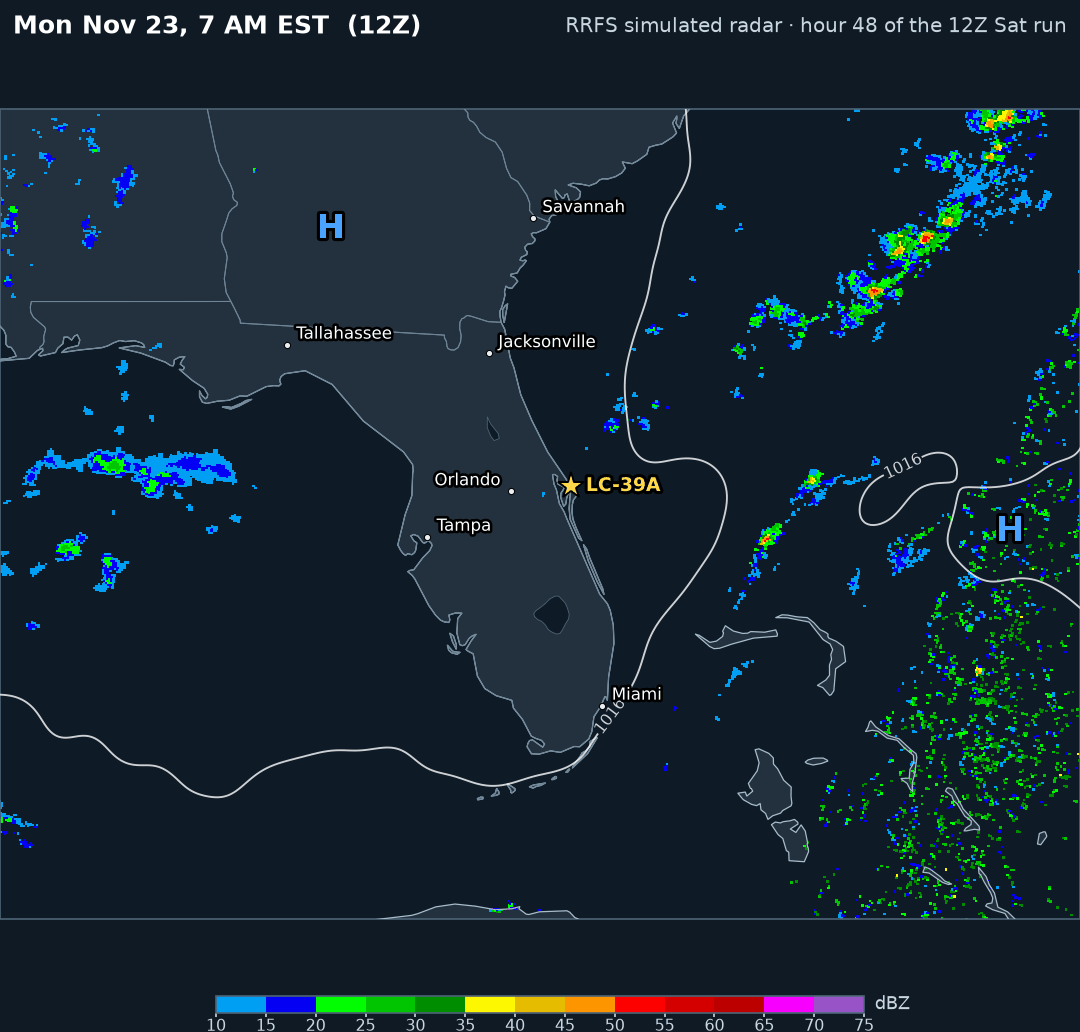 Mon Nov 23, 7 AM EST (12Z)
RRFS simulated radar · hour 48 of the 12Z Sat run
Savannah
H
Tallahassee
Jacksonville
1016
Orlando
LC-39A
Tampa
H
Miami
1016
dBZ
10 15 20 25 30 35 40 45 50 55 60 65 70 75